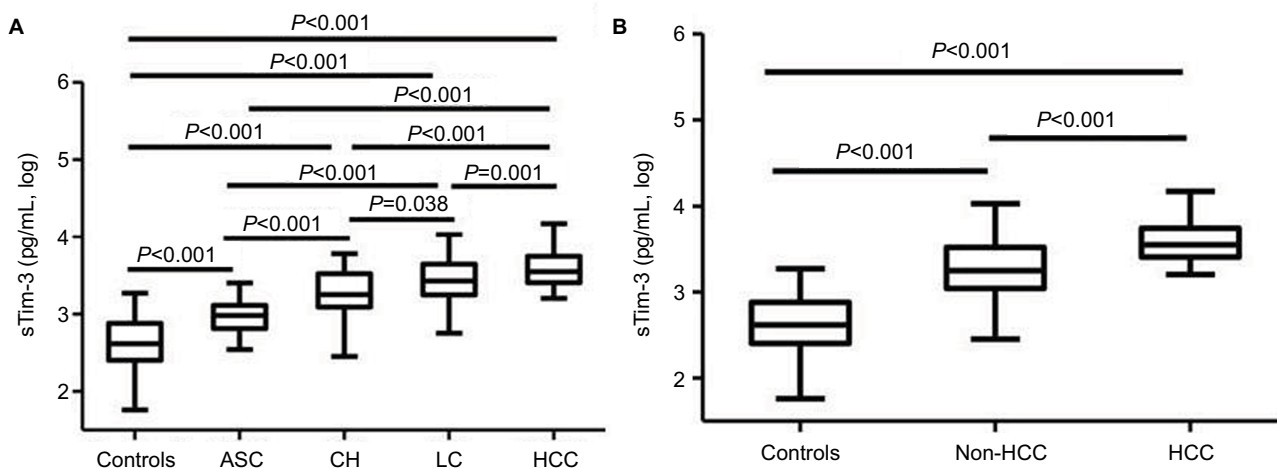 A
P<0.001
P<0.001
P<0.001
P<0.001 P<0.001
P<0.001 P=0.001
P<0.001 P=0.038
P<0.001
6
5
4
3
2
sTim-3 (pg/mL, log)
Controls ASC CH LC HCC
B
P<0.001
P<0.001
P<0.001
6
5
4
3
2
sTim-3 (pg/mL, log)
Controls Non-HCC HCC